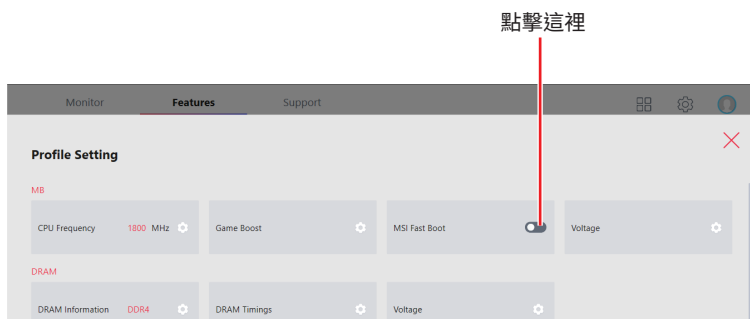 點擊這裡
Monitor Features Support
Profile Setting
MB
CPU Frequency 1800 MHz Game Boost MSI Fast Boot Voltage
DRAM
DRAM Information DDR4 DRAM Timings Voltage